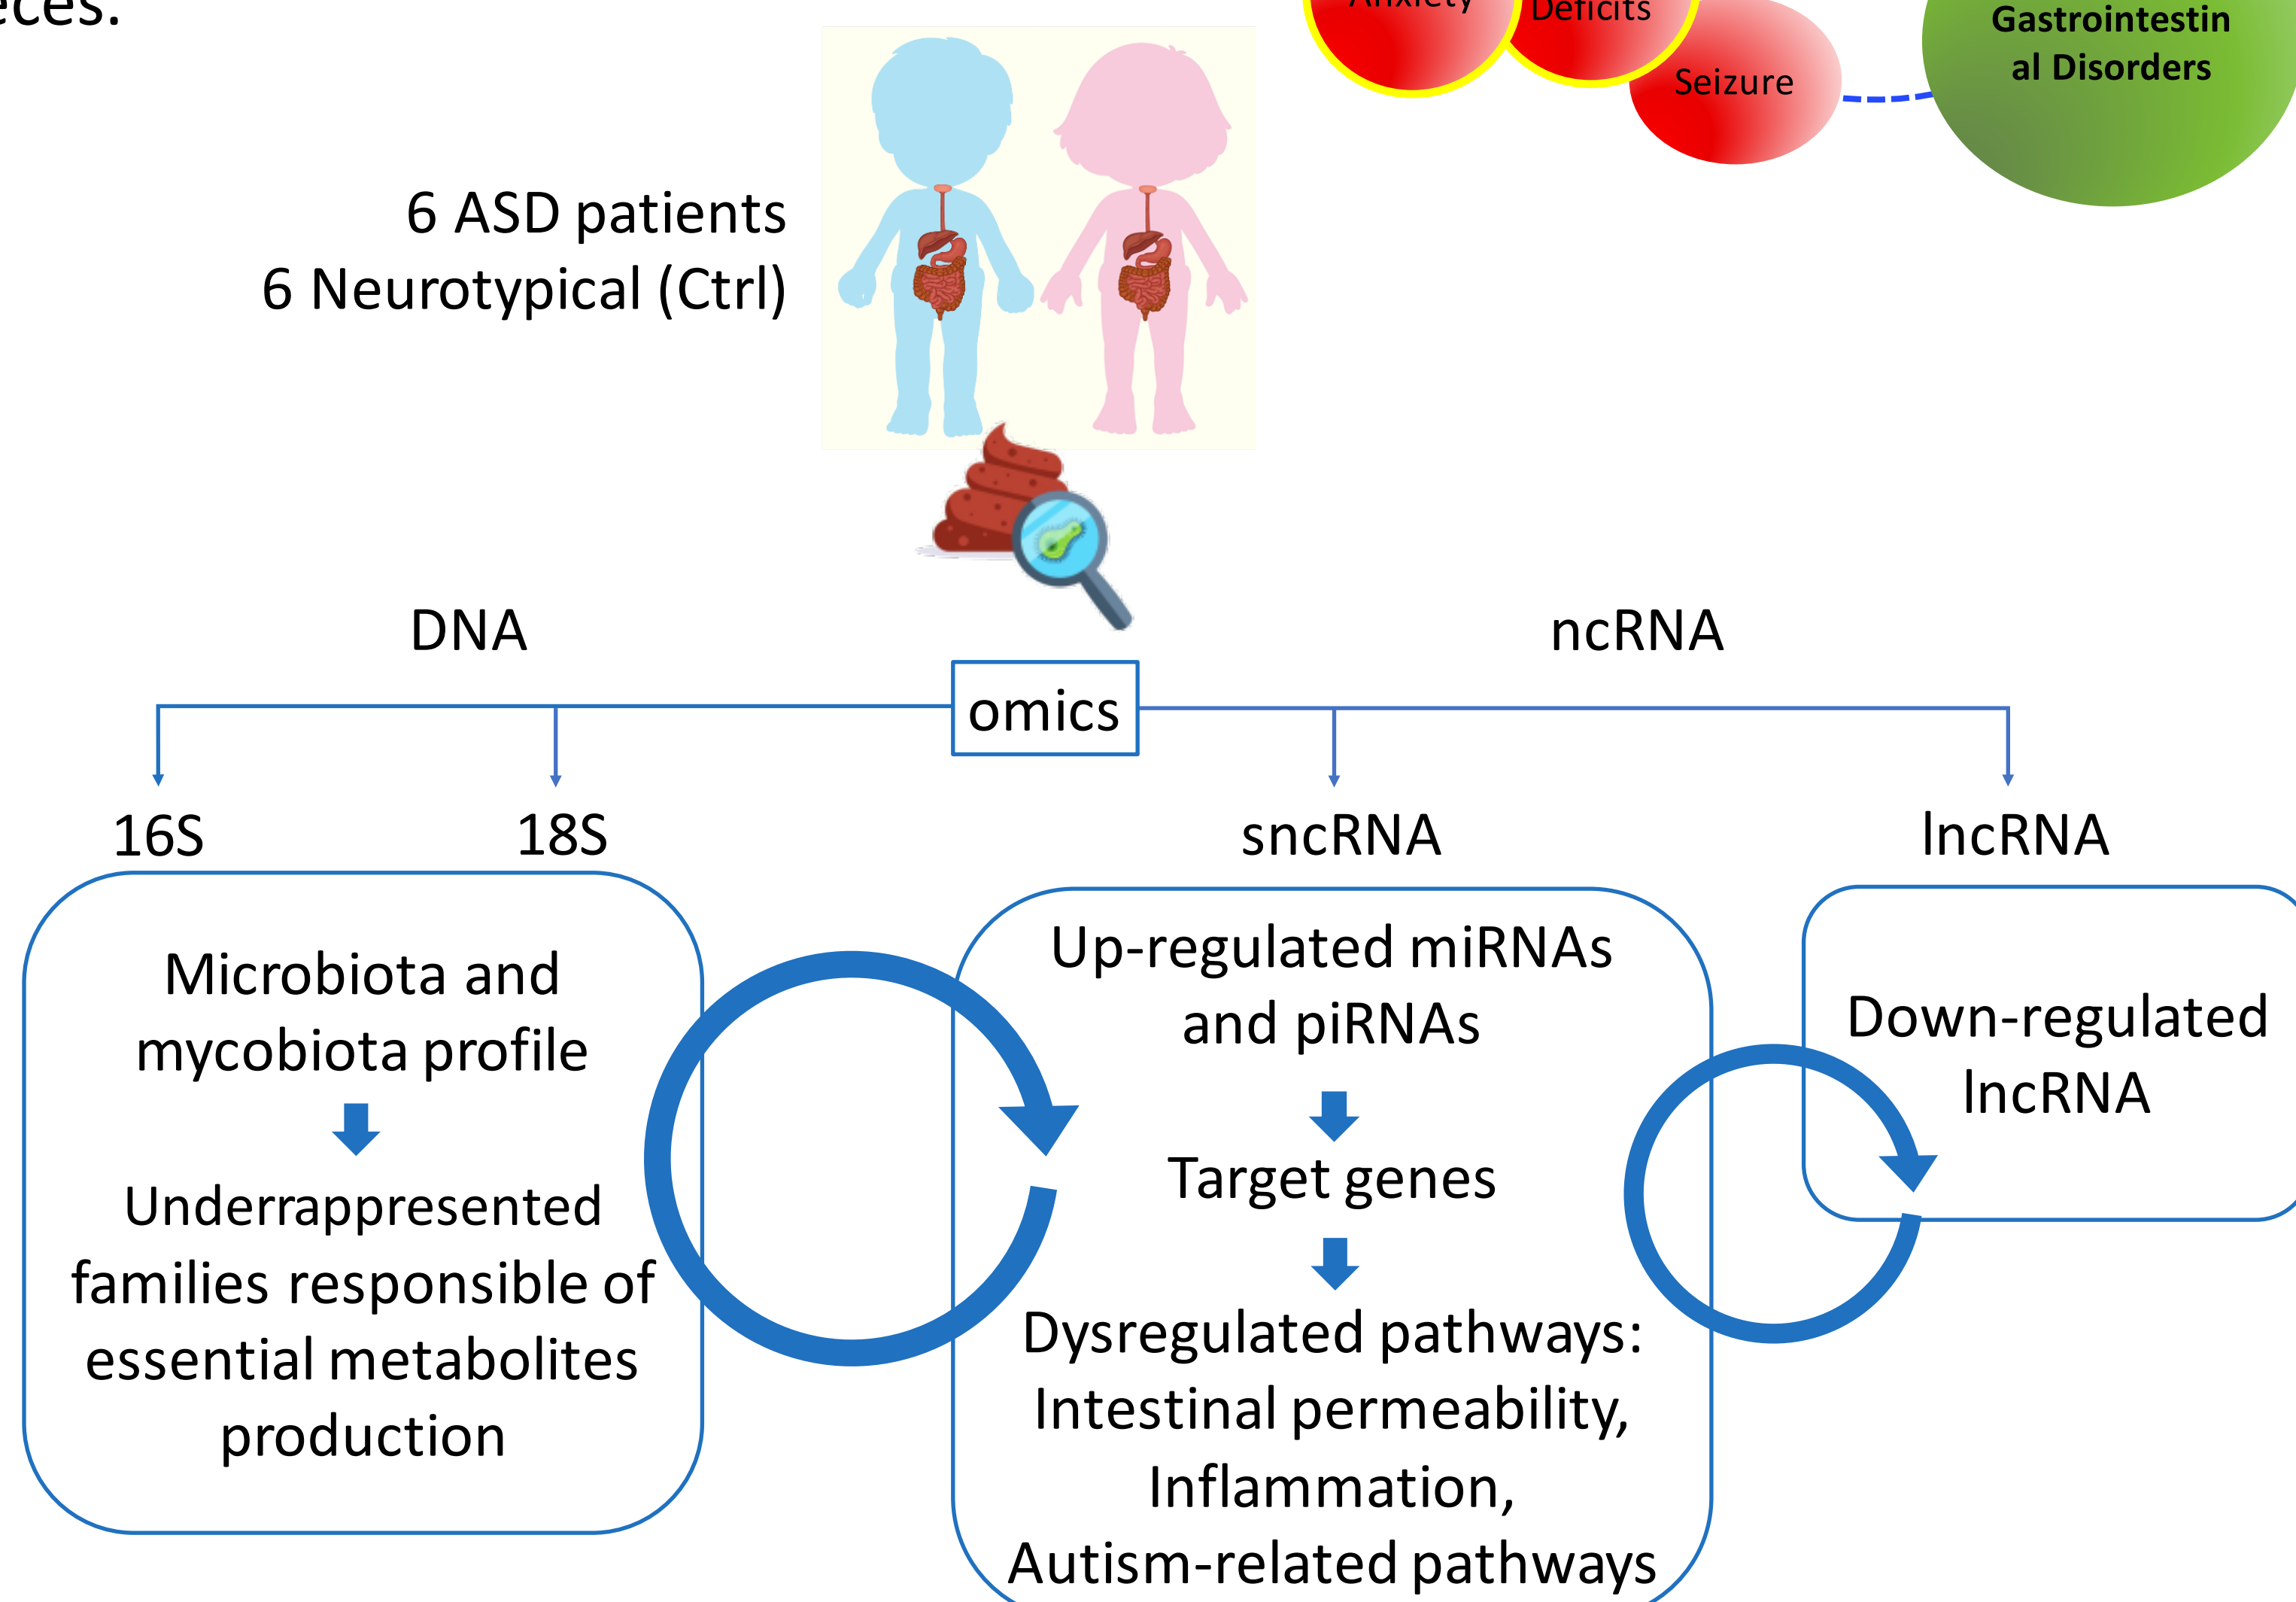 Anxiety
Deficits
Seizure
Gastrointestin
al Disorders
6 ASD patients
6 Neurotypical (Ctrl)
DNA
ncRNA
omics
16S
18S
sncRNA
lncRNA
Microbiota and
mycobiota profile
Underrappresented
families responsible of
essential metabolites
production
Up-regulated miRNAs
and piRNAs
Target genes
Dysregulated pathways:
Intestinal permeability,
Inflammation,
Autism-related pathways
Down-regulated
lncRNA